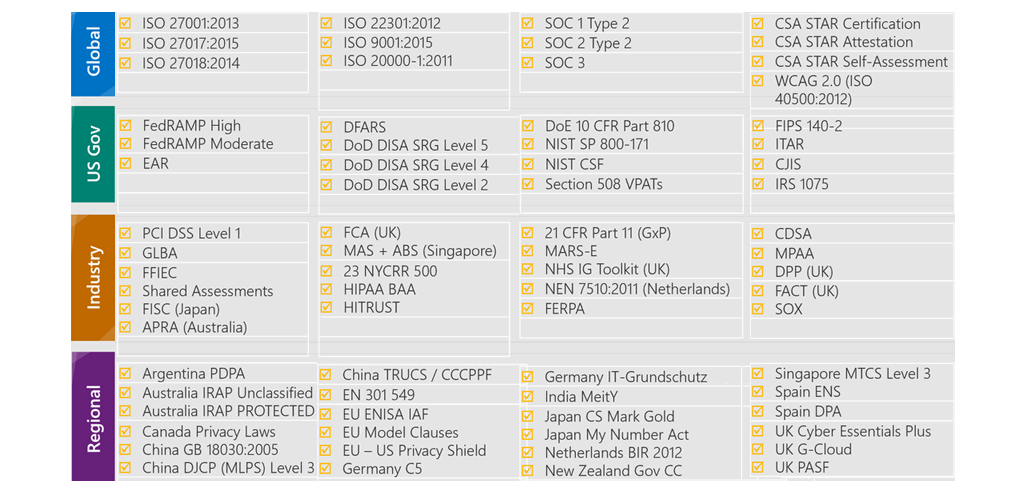 Global
ISO 27001:2013
ISO 27017:2015
ISO 27018:2014
ISO 22301:2012
ISO 9001:2015
ISO 20000-1:2011
SOC 1 Type 2
SOC 2 Type 2
SOC 3
CSA STAR Certification
CSA STAR Attestation
CSA STAR Self-Assessment
WCAG 2.0 (ISO
40500:2012)
US Gov
FedRAMP High
FedRAMP Moderate
EAR
DFARS
DoD DISA SRG Level 5
DoD DISA SRG Level 4
DoD DISA SRG Level 2
DoE 10 CFR Part 810
NIST SP 800-171
NIST CSF
Section 508 VPATs
FIPS 140-2
ITAR
CJIS
IRS 1075
Industry
PCI DSS Level 1
GLBA
FFIEC
Shared Assessments
FISC (Japan)
APRA (Australia)
FCA (UK)
MAS + ABS (Singapore)
23 NYCRR 500
HIPAA BAA
HITRUST
21 CFR Part 11 (GxP)
MARS-E
NHS IG Toolkit (UK)
NEN 7510:2011 (Netherlands)
FERPA
CDSA
MPAA
DPP (UK)
FACT (UK)
SOX
Regional
Argentina PDPA
Australia IRAP Unclassified
Australia IRAP PROTECTED
Canada Privacy Laws
China GB 18030:2005
China DJCP (MLPS) Level 3
China TRUCS / CCCPPF
EN 301 549
EU ENISA IAF
EU Model Clauses
EU – US Privacy Shield
Germany C5
Germany IT-Grundschutz
India MeitY
Japan CS Mark Gold
Japan My Number Act
Netherlands BIR 2012
New Zealand Gov CC
Singapore MTCS Level 3
Spain ENS
Spain DPA
UK Cyber Essentials Plus
UK G-Cloud
UK PASF